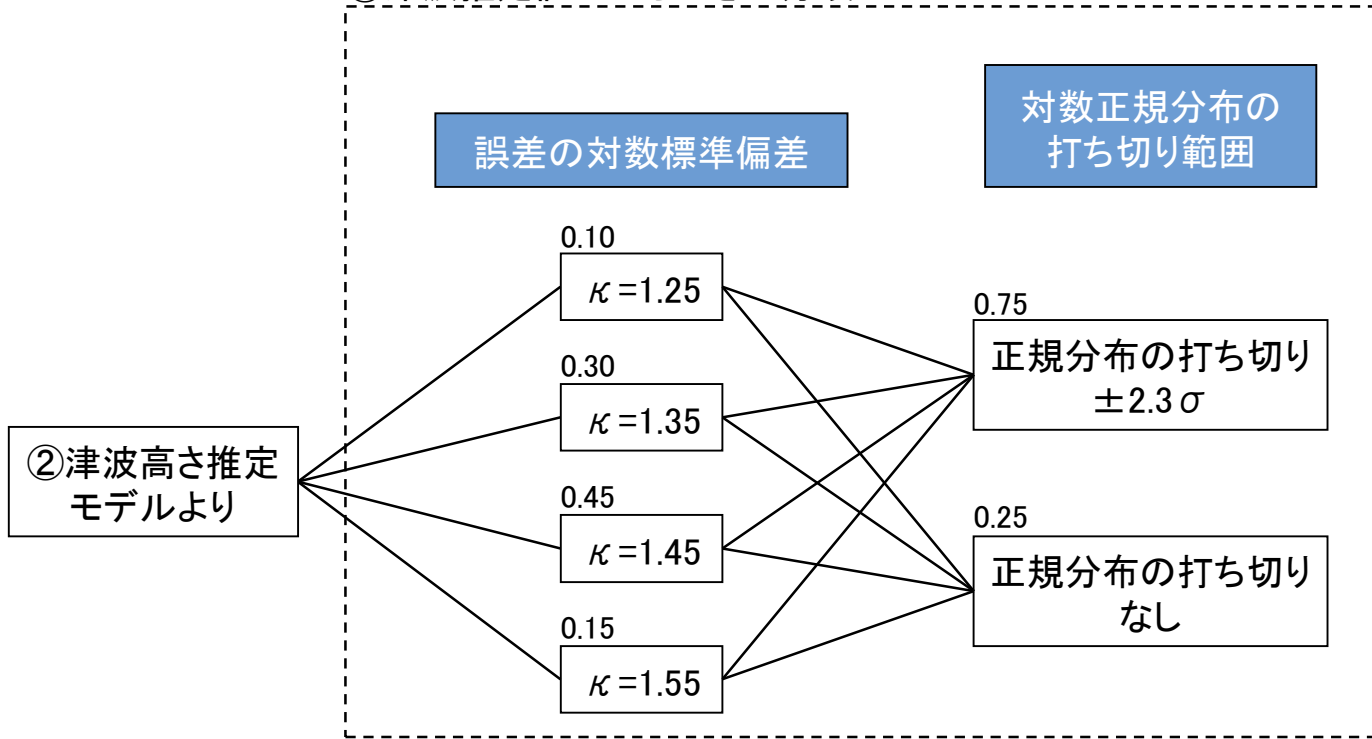 誤差の対数標準偏差
対数正規分布の
打ち切り範囲
②津波高さ推定
モデルより
0.10
κ=1.25
0.30
κ=1.35
0.45
κ=1.45
0.15
κ=1.55
0.75
正規分布の打ち切り
±2.3σ
0.25
正規分布の打ち切り
なし